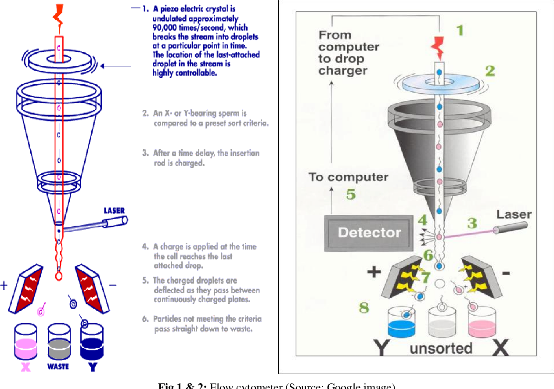 1. A piezo electric crystal is
undulated approximately
90,000 times/second, which
breaks the stream into droplets
at a particular point in time.
The location of the last-attached
droplet in the stream is
highly controllable.
2. An X- or Y-bearing sperm is
compared to a preset sort criteria.
3. After a time delay, the insertion
rod is charged.
LASER
4. A charge is applied at the time
the cell reaches the last
attached drop.
5. The charged droplets are
deflected as they pass between
continuously charged plates.
6. Particles not meeting the criteria
pass straight down to waste.
+
-
X
WASTE
Y
1
From
computer
to drop
charger
2
To computer
5
Detector
4
3
Laser
6
+
7
-
8
Y unsorted X
Fig 1 & 2: Flow cytometer (Source: Google image)